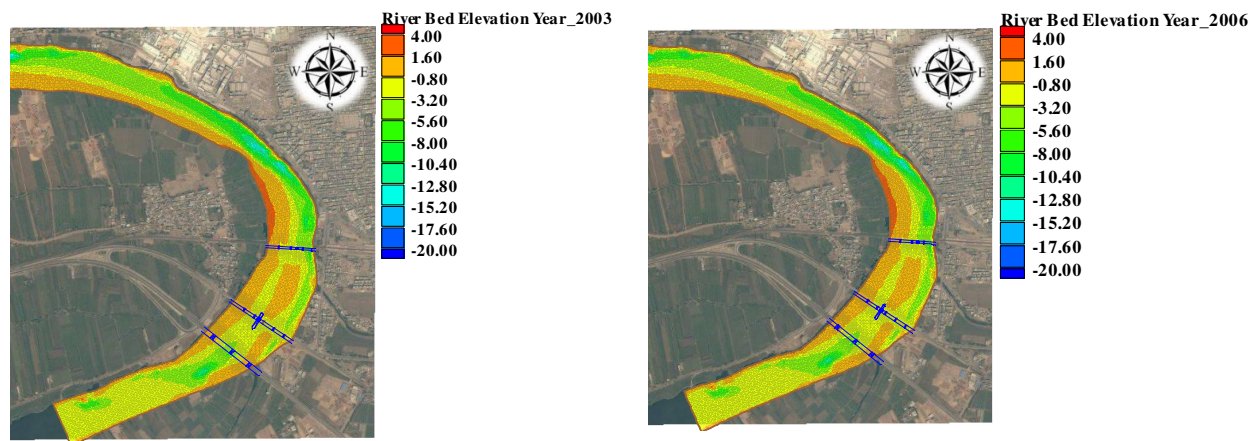 River Bed Elevation Year_2003
4.00
1.60
-0.80
-3.20
-5.60
-8.00
-10.40
-12.80
-15.20
-17.60
-20.00
N
W E
S
River Bed Elevation Year_2006
4.00
1.60
-0.80
-3.20
-5.60
-8.00
-10.40
-12.80
-15.20
-17.60
-20.00
N
W E
S